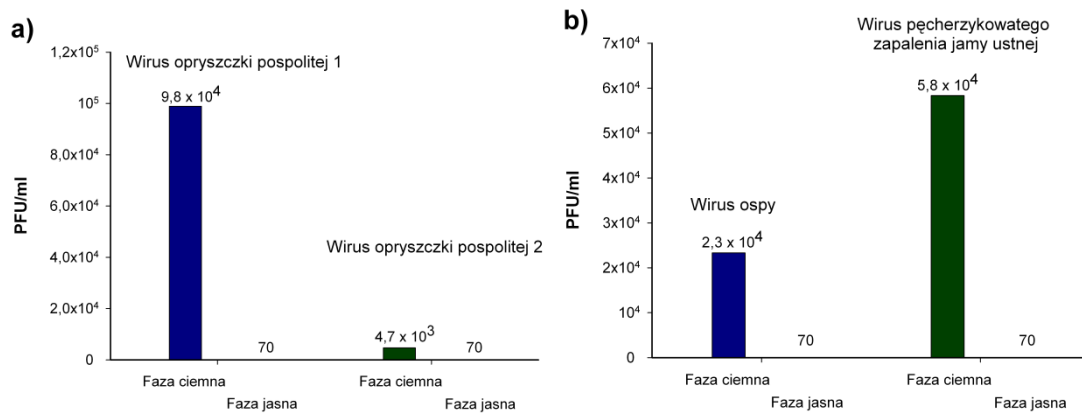 a)
1,2x10⁵
10⁵
8,0x10⁴
6,0x10⁴
4,0x10⁴
2,0x10⁴
0
PFU/ml
Wirus opryszczki pospolitej 1
9,8 x 10⁴
70
Wirus opryszczki pospolitej 2
4,7 x 10³
70
Faza ciemna
Faza jasna
Faza ciemna
Faza jasna
b)
7x10⁴
6x10⁴
5x10⁴
4x10⁴
3x10⁴
2x10⁴
10⁴
0
PFU/ml
Wirus pęcherzykowatego
zapalenia jamy ustnej
5,8 x 10⁴
Wirus ospy
2,3 x 10⁴
70
70
Faza ciemna
Faza jasna
Faza ciemna
Faza jasna